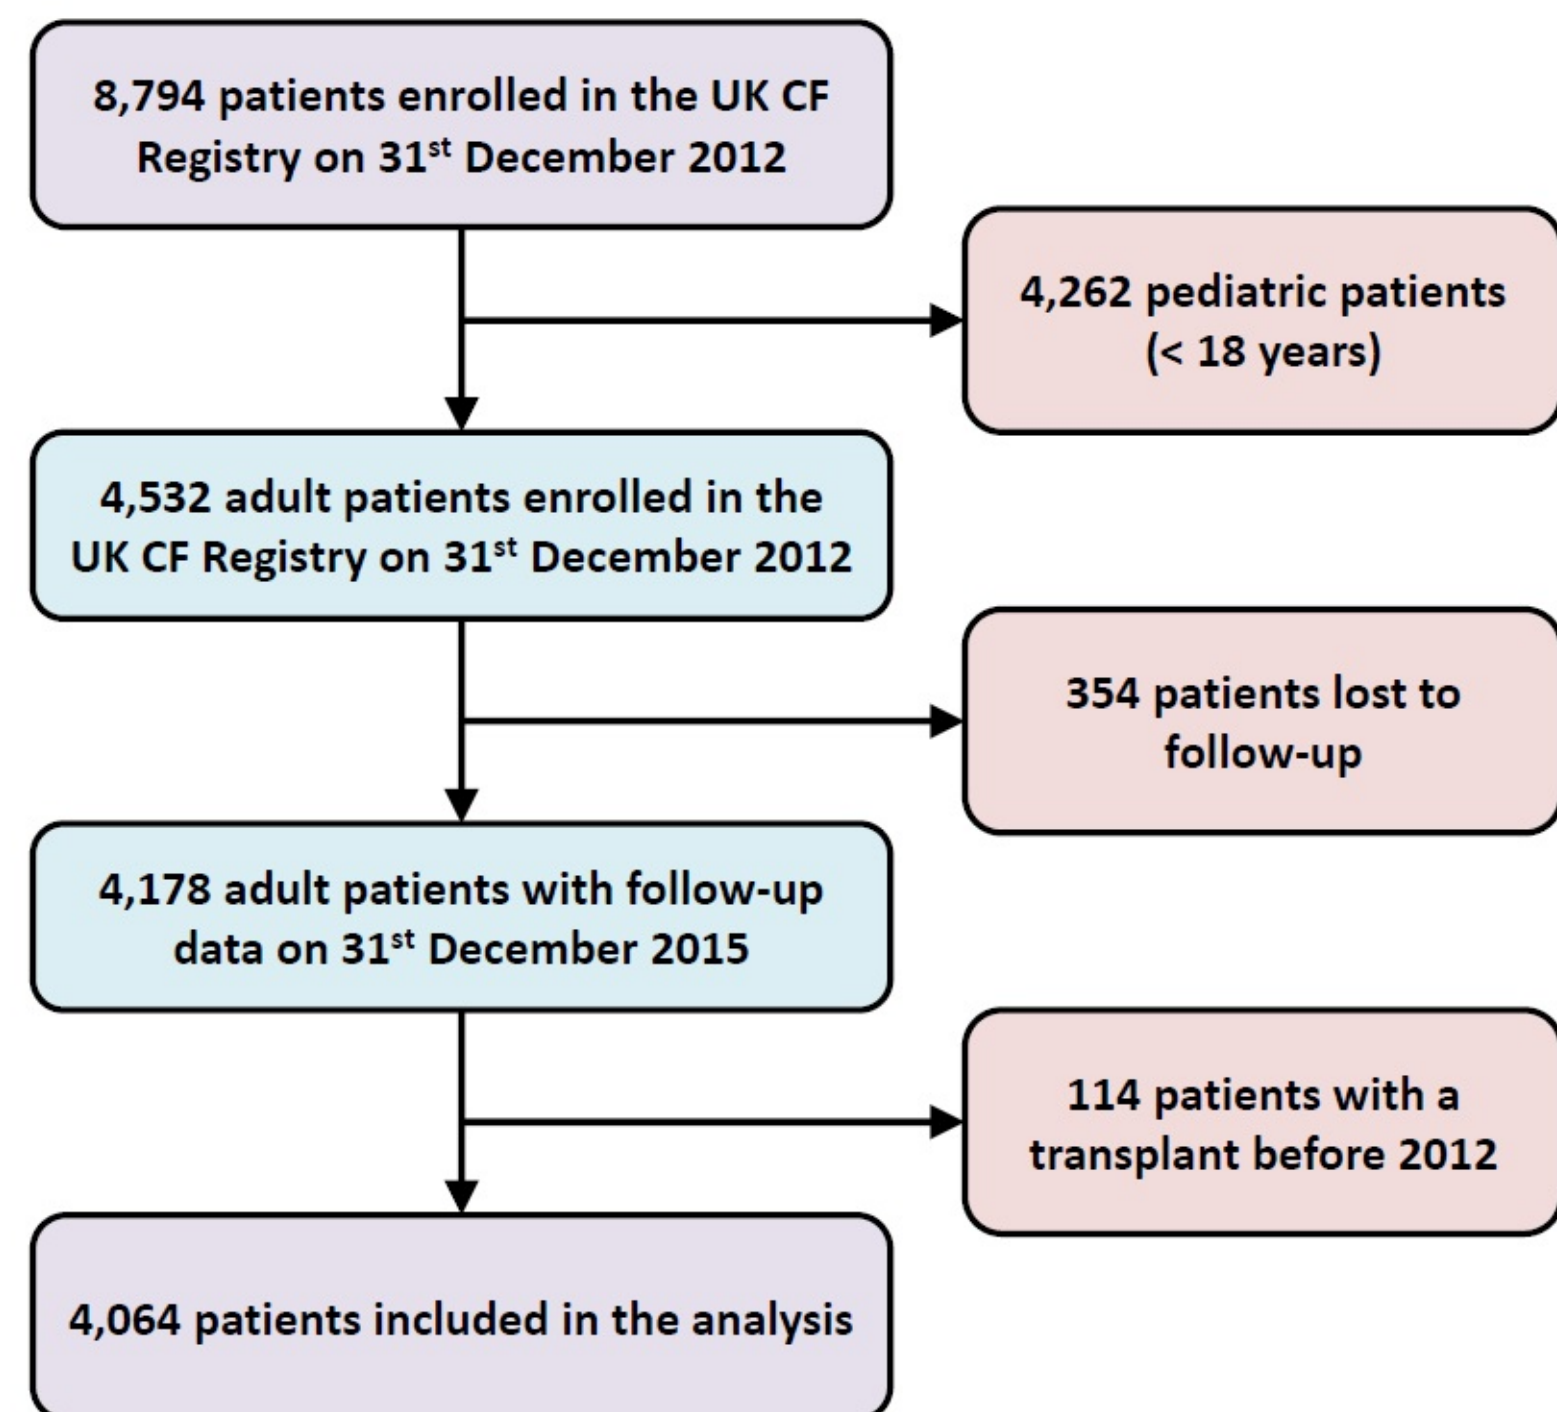 8,794 patients enrolled in the UK CF
Registry on 31st December 2012
4,262 pediatric patients
(< 18 years)
4,532 adult patients enrolled in the
UK CF Registry on 31st December 2012
354 patients lost to
follow-up
4,178 adult patients with follow-up
data on 31st December 2015
114 patients with a
transplant before 2012
4,064 patients included in the analysis